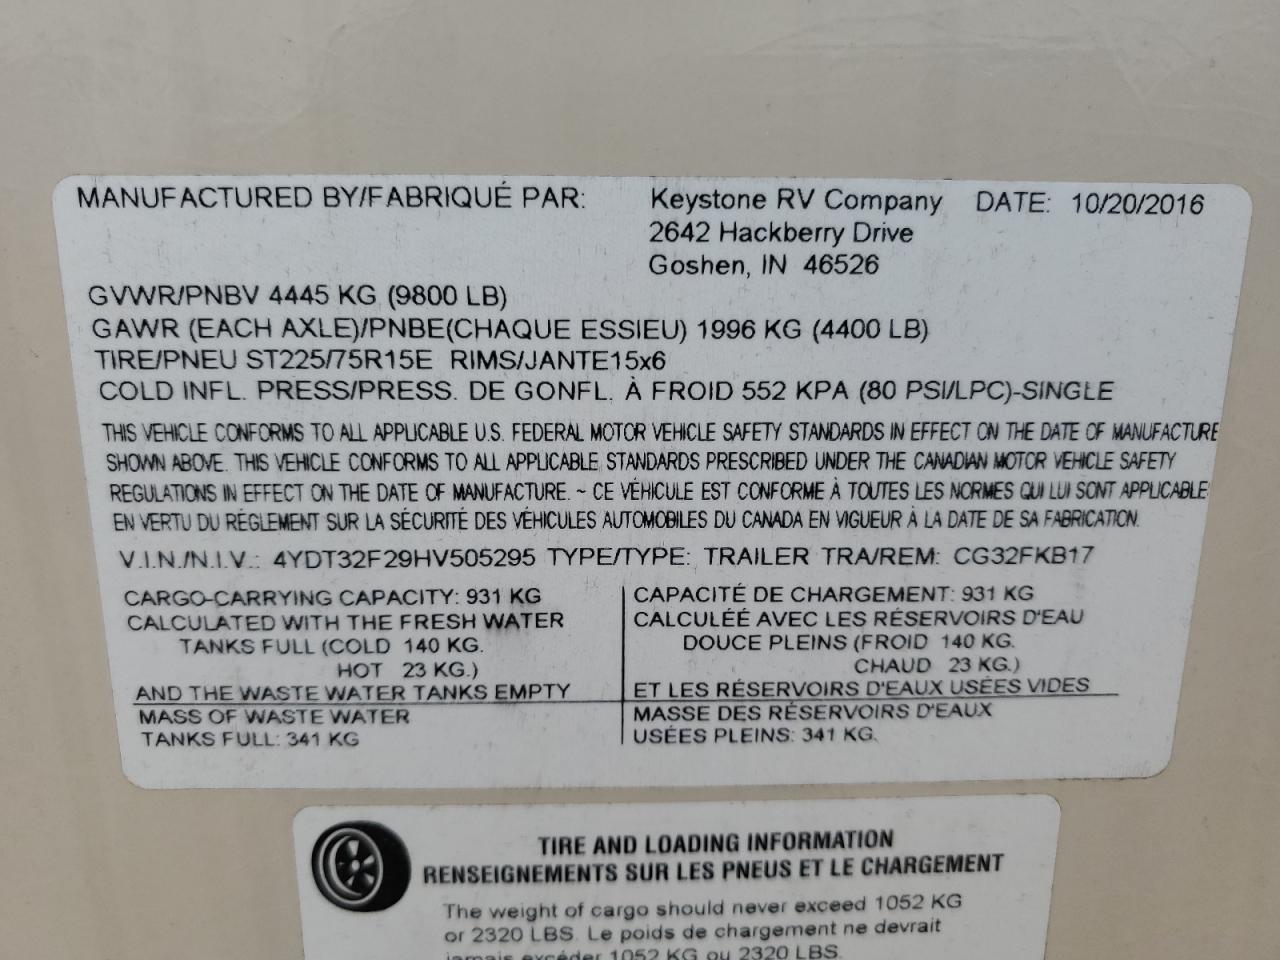 MANUFACTURED BY/FABRIQUÉ PAR: Keystone RV Company DATE: 10/20/2016
2642 Hackberry Drive
Goshen, IN 46526
GVWR/PNBV 4445 KG (9800 LB)
GAWR (EACH AXLE)/PNBE(CHAQUE ESSIEU) 1996 KG (4400 LB)
TIRE/PNEU ST225/75R15E RIMS/JANTE15x6
COLD INFL. PRESS/PRESS. DE GONFL. À FROID 552 KPA (80 PSI/LPC)-SINGLE
THIS VEHICLE CONFORMS TO ALL APPLICABLE U.S. FEDERAL MOTOR VEHICLE SAFETY STANDARDS IN EFFECT ON THE DATE OF MANUFACTURE
SHOWN ABOVE. THIS VEHICLE CONFORMS TO ALL APPLICABLE STANDARDS PRESCRIBED UNDER THE CANADIAN MOTOR VEHICLE SAFETY
REGULATIONS IN EFFECT ON THE DATE OF MANUFACTURE. ~ CE VÉHICULE EST CONFORME À TOUTES LES NORMES QUI LUI SONT APPLICABLE
EN VERTU DU RÈGLEMENT SUR LA SÉCURITÉ DES VÉHICULES AUTOMOBILES DU CANADA EN VIGUEUR À LA DATE DE SA FABRICATION.
V.I.N./N.I.V.: 4YDT32F29HV505295 TYPE/TYPE: TRAILER TRA/REM: CG32FKB17
CARGO-CARRYING CAPACITY: 931 KG
CALCULATED WITH THE FRESH WATER
TANKS FULL (COLD 140 KG.
HOT 23 KG.)
AND THE WASTE WATER TANKS EMPTY
MASS OF WASTE WATER
TANKS FULL: 341 KG
CAPACITÉ DE CHARGEMENT: 931 KG
CALCULÉÉ AVEC LES RÉSERVOIRS D'EAU
DOUCE PLEINS (FROID 140 KG.
CHAUD 23 KG.)
ET LES RÉSERVOIRS D'EAUX USÉES VIDES
MASSE DES RÉSERVOIRS D'EAUX
USÉES PLEINS: 341 KG.
TIRE AND LOADING INFORMATION
RENSEIGNEMENTS SUR LES PNEUS ET LE CHARGEMENT
The weight of cargo should never exceed 1052 KG
or 2320 LBS. Le poids de chargement ne devrait
jamais excéder 1052 KG ou 2320 LBS.